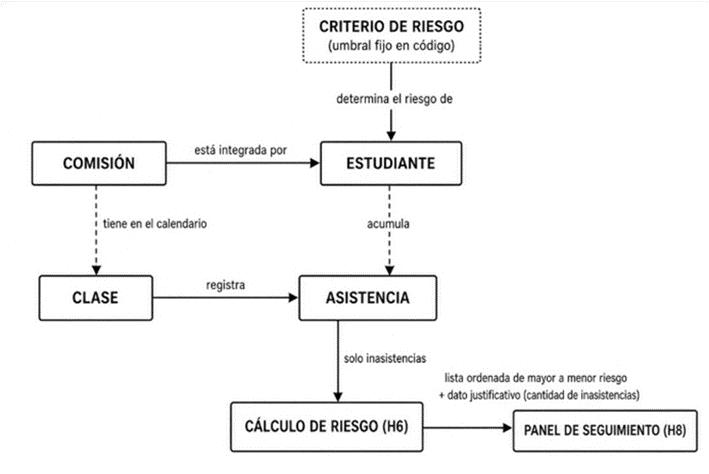 CRITERIO DE RIESGO
(umbral fijo en código)
determina el riesgo de
COMISIÓN
está integrada por
ESTUDIANTE
tiene en el calendario
acumula
CLASE
registra
ASISTENCIA
solo inasistencias
lista ordenada de mayor a menor riesgo
+ dato justificativo (cantidad de inasistencias)
CÁLCULO DE RIESGO (H6)
PANEL DE SEGUIMIENTO (H8)